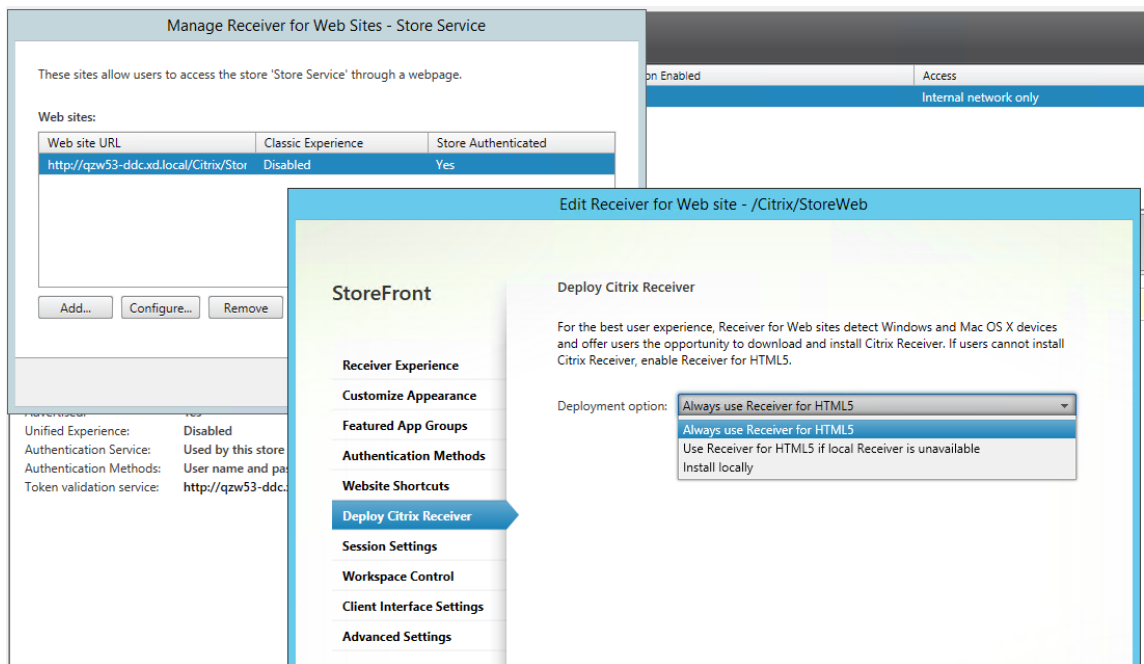 Manage Receiver for Web Sites - Store Service
These sites allow users to access the store 'Store Service' through a webpage.
Web sites:
Web site URL Classic Experience Store Authenticated
http://qzw53-ddc.xd.local/Citrix/Stor Disabled Yes
Add... Configure... Remove
on Enabled Access
Internal network only
Advertised: Yes
Unified Experience: Disabled
Authentication Service: Used by this store
Authentication Methods: User name and pas
Token validation service: http://qzw53-ddc.
Edit Receiver for Web site - /Citrix/StoreWeb
StoreFront
Receiver Experience
Customize Appearance
Featured App Groups
Authentication Methods
Website Shortcuts
Deploy Citrix Receiver
Session Settings
Workspace Control
Client Interface Settings
Advanced Settings
Deploy Citrix Receiver
For the best user experience, Receiver for Web sites detect Windows and Mac OS X devices
and offer users the opportunity to download and install Citrix Receiver. If users cannot install
Citrix Receiver, enable Receiver for HTML5.
Deployment option: Always use Receiver for HTML5
Always use Receiver for HTML5
Use Receiver for HTML5 if local Receiver is unavailable
Install locally